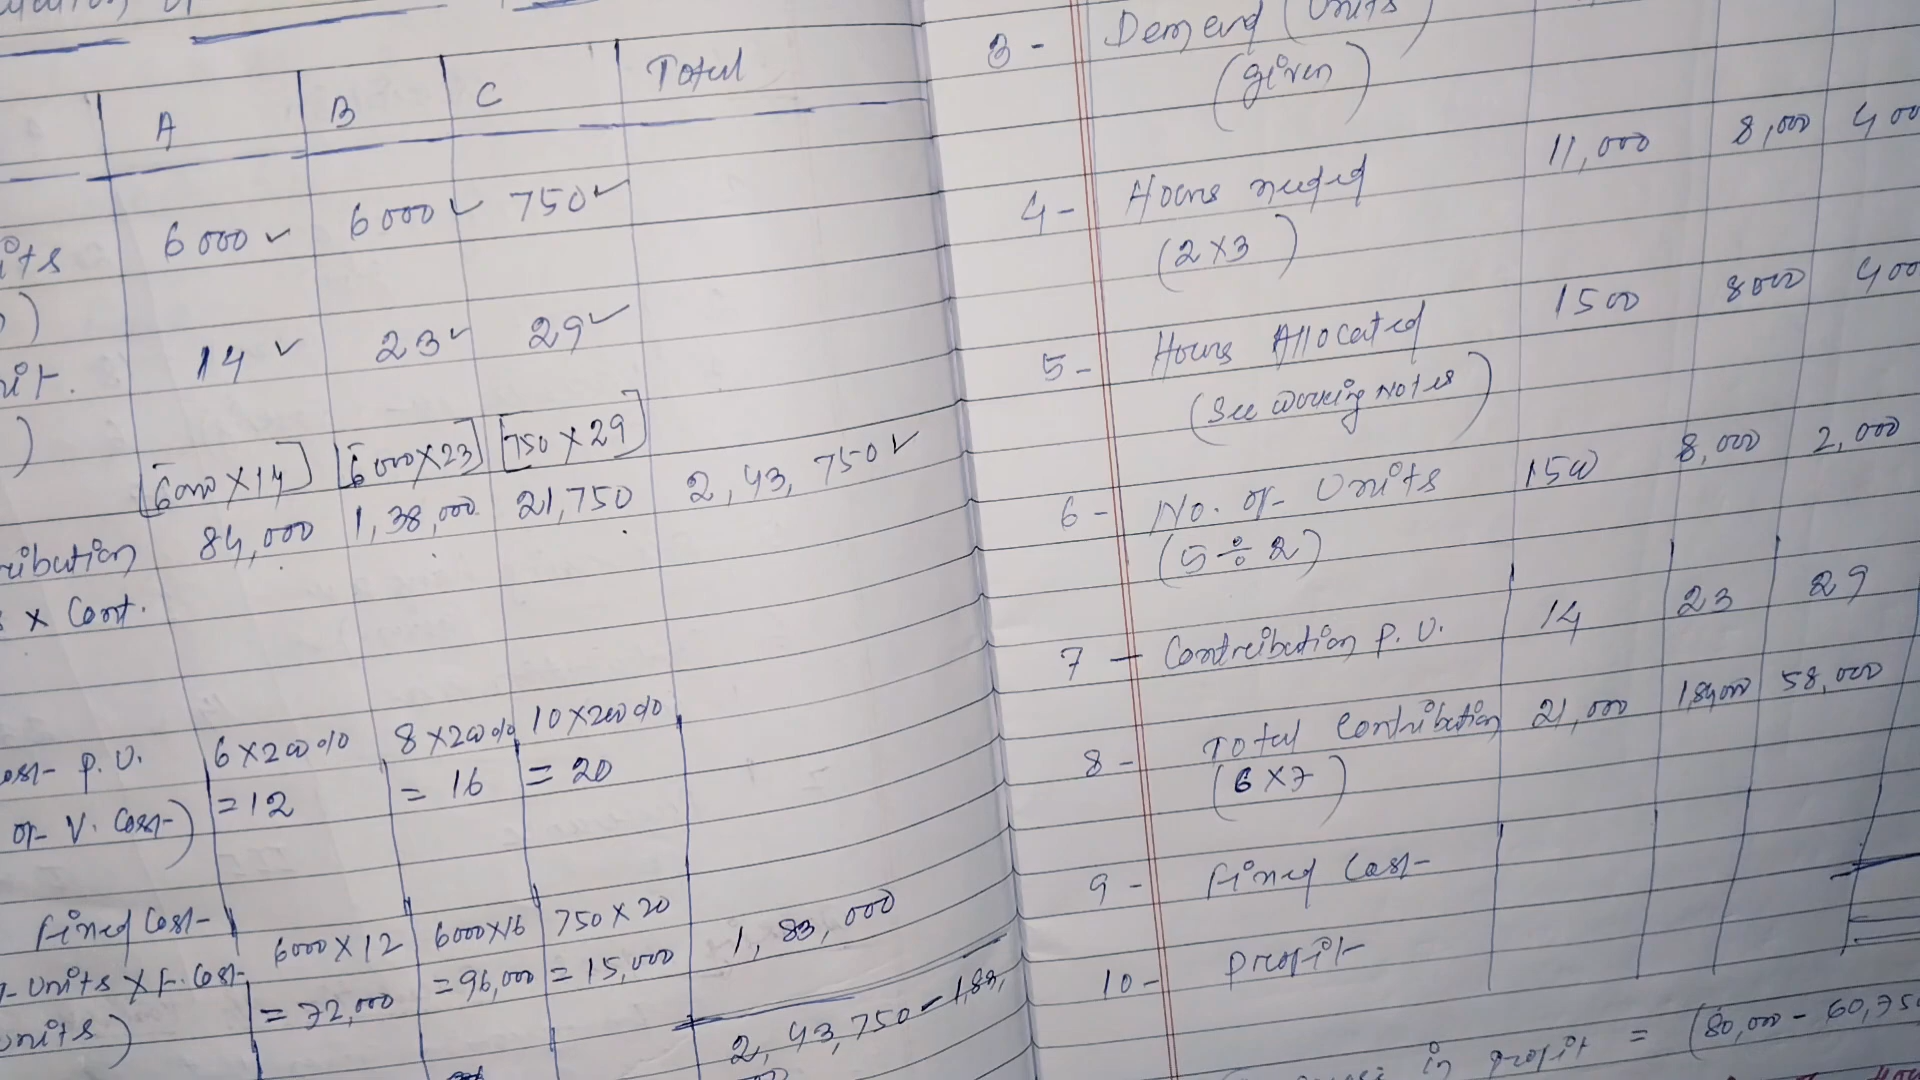 A B C Total
6000 ✓ 6000 ✓ 750 ✓
its
14 ✓ 23 ✓ 29 ✓
nit.
[6000 X 14] [6000 X 23] [750 X 29]
84,000 1,38,000 21,750 2,43,750 ✓
ribution
x Cont.
6 X 200% 8 X 200% 10 X 200%
ost P.U. = 12 = 16 = 20
of V. Cost)
Fixed Cost
6000 X 12 6000 X 16 750 X 20 1,83,000
Units X F. Cost = 72,000 = 96,000 = 15,000
units) 2,43,750 - 1,83,
3 - Demand (Units)
(given)
11,000 8,000 400
4 - Hours needed
(2 X 3)
1500 8000 400
5 - Hours Allocated
(See working Notes)
1500 8,000 2,000
6 - No. of Units
(5 ÷ 2)
14 23 29
7 - Contribution P.U.
8 - Total Contribution 21,000 184000 58,000
(6 X 7)
9 - Fixed Cost
10 - Profit
in profit = (80,000 - 60,750